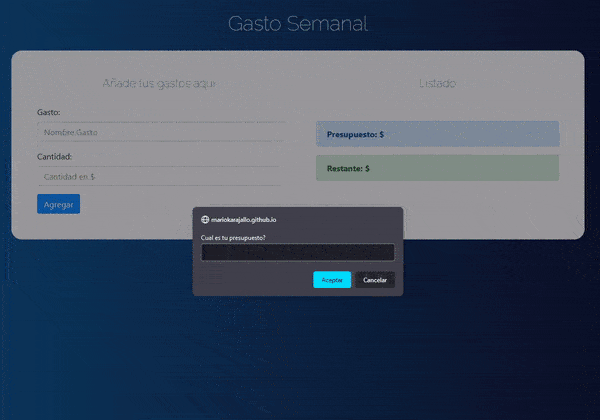 Gasto Semanal
Añade tus gastos aqui
Listado
Gasto:
Nombre Gasto
Presupuesto: $
Cantidad:
Restante: $
Cantidad en $
Agregar
mariokarajallo.github.io
Cual es tu presupuesto?
Aceptar
Cancelar